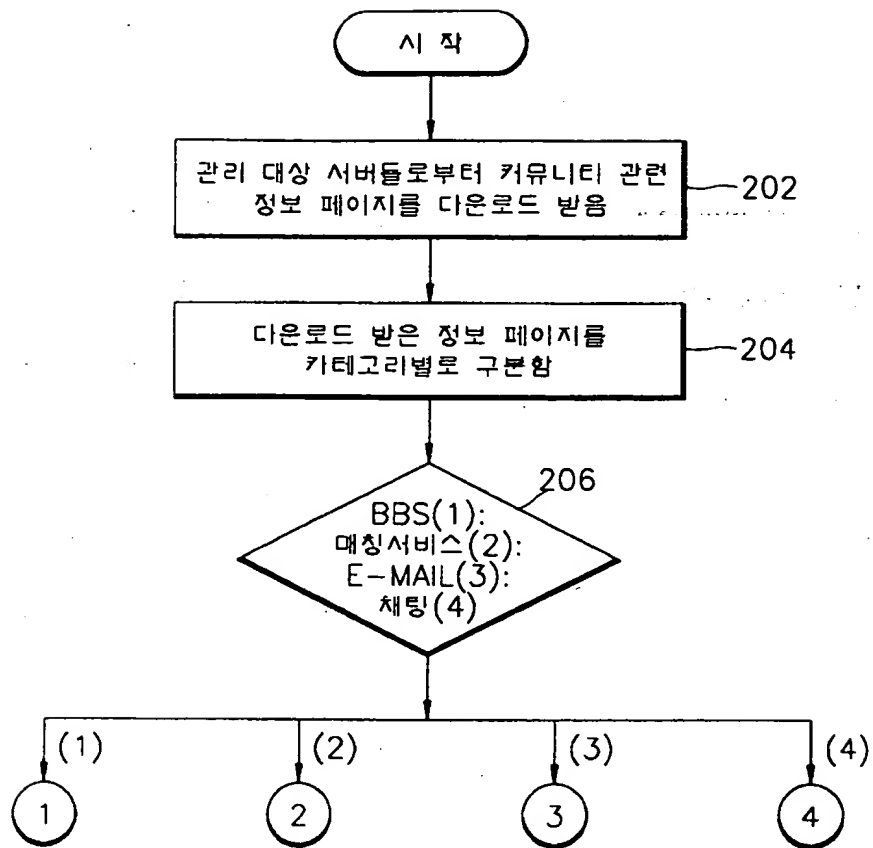 시 작
관리 대상 서버들로부터 커뮤니티 관련
정보 페이지를 다운로드 받음
202
다운로드 받은 정보 페이지를
카테고리별로 구분함
204
206
BBS(1):
매칭서비스(2):
E-MAIL(3):
채팅(4)
(1) (2) (3) (4)
1 2 3 4